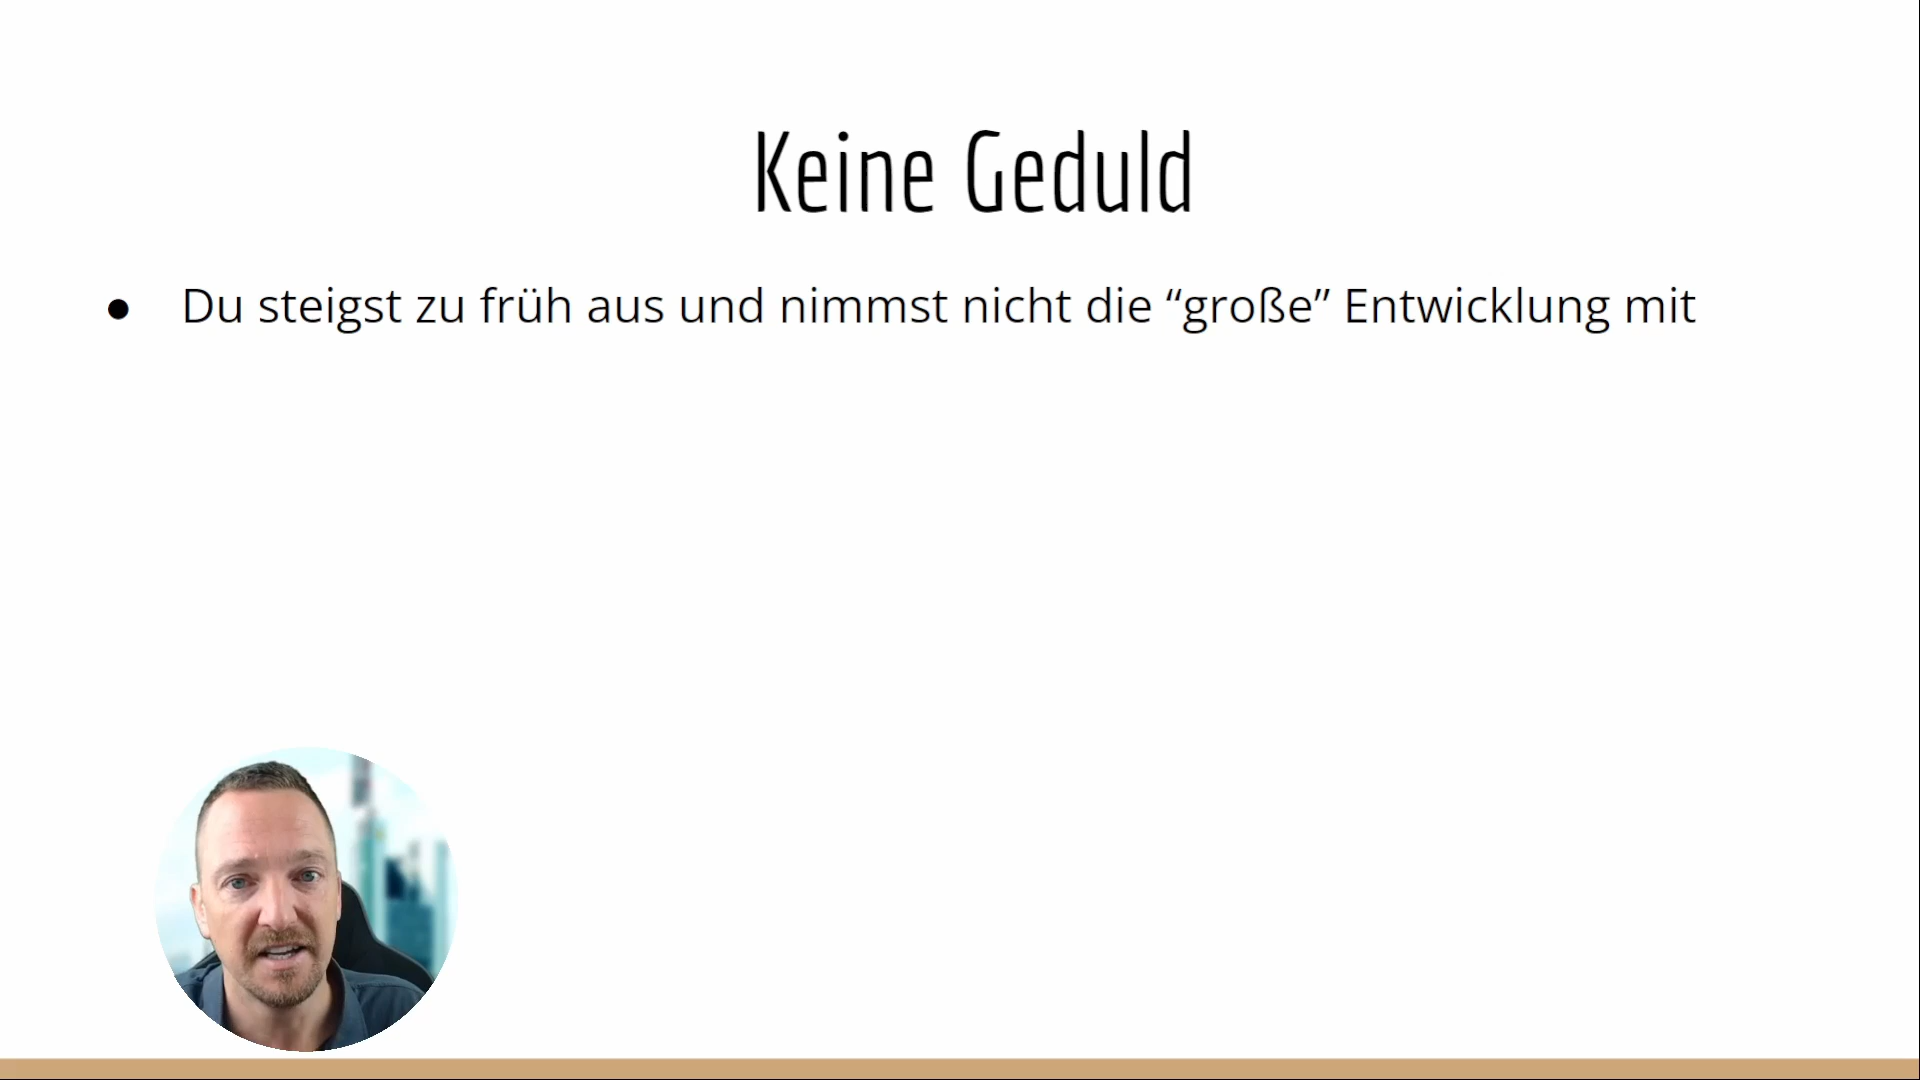 Keine Geduld
● Du steigst zu früh aus und nimmst nicht die “große” Entwicklung mit